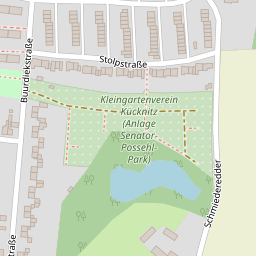 Stolpstraße
Buurdiekstraße
Kleingartenverein
Kücknitz
(Anlage
Senator-
Possehl-
Park)
Schmiederedder
straße